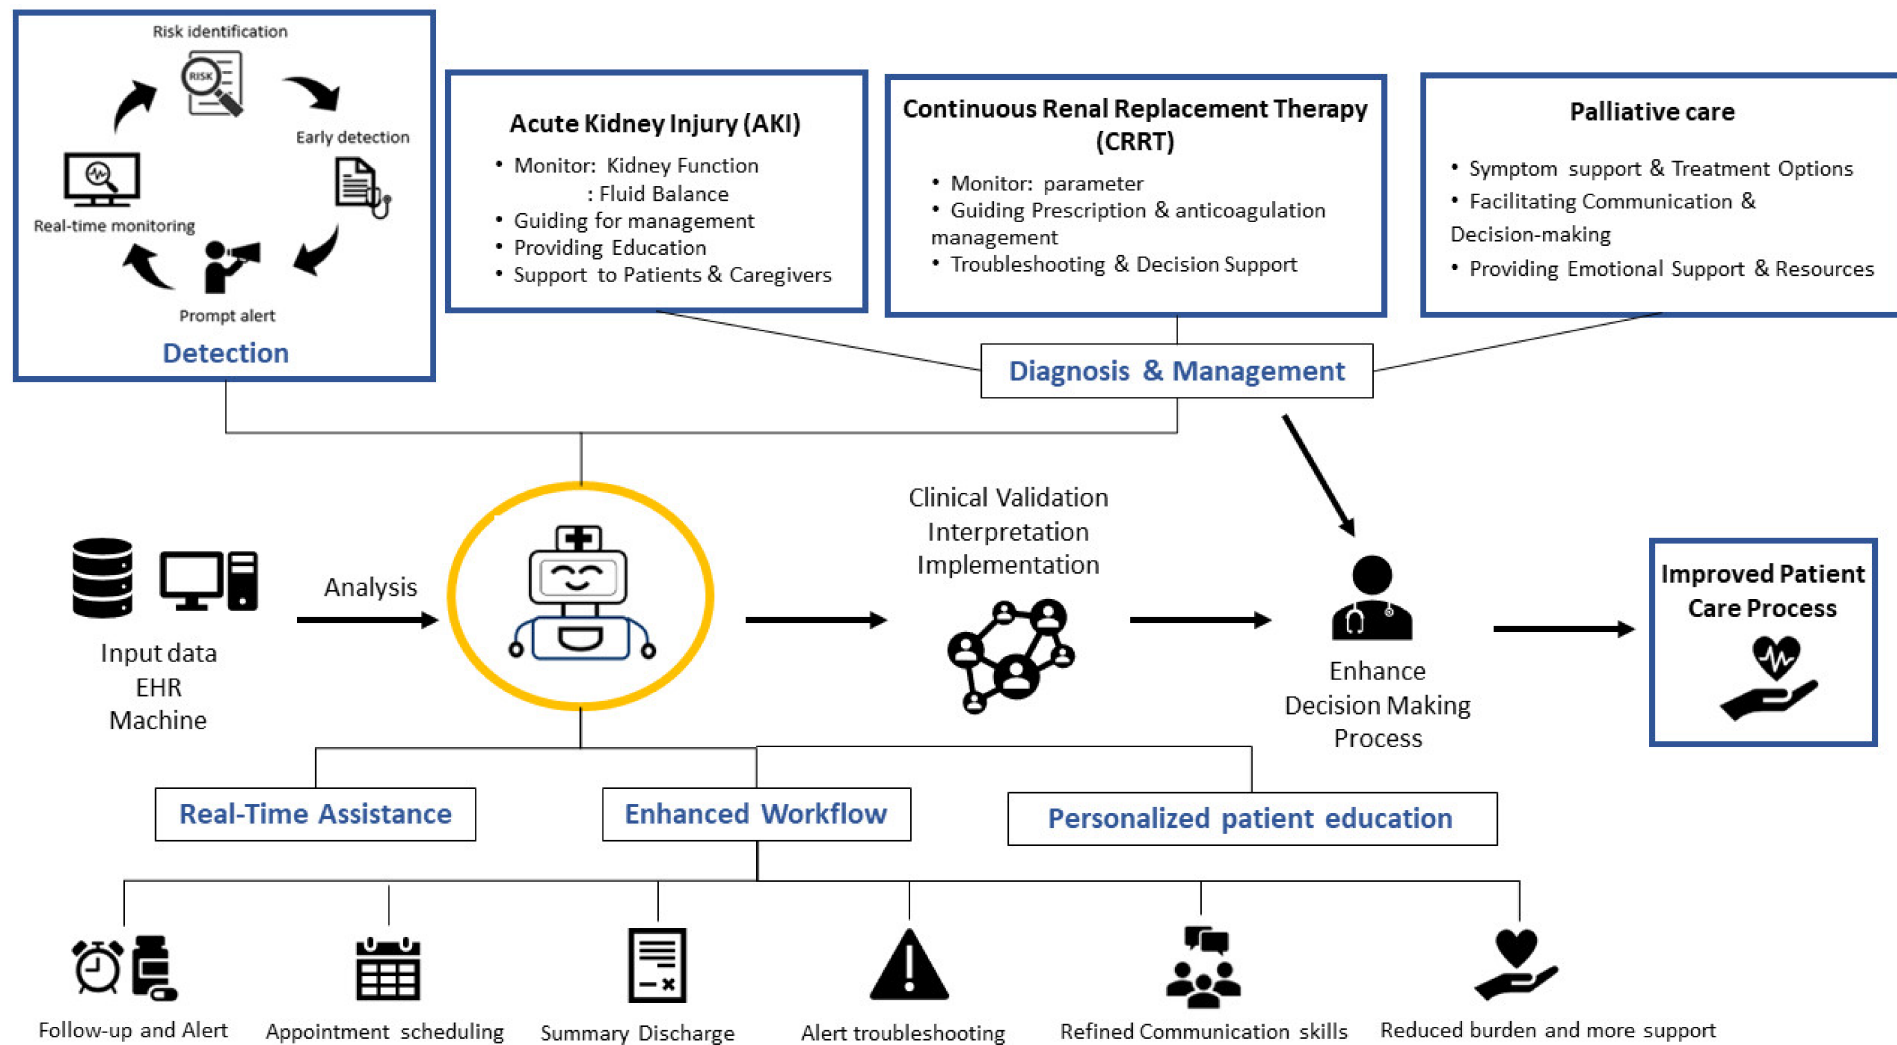 Risk identification
RISK
Early detection
Real-time monitoring
Prompt alert
Detection
Acute Kidney Injury (AKI)
• Monitor: Kidney Function
: Fluid Balance
• Guiding for management
• Providing Education
• Support to Patients & Caregivers
Continuous Renal Replacement Therapy
(CRRT)
• Monitor: parameter
• Guiding Prescription & anticoagulation
management
• Troubleshooting & Decision Support
Palliative care
• Symptom support & Treatment Options
• Facilitating Communication &
Decision-making
• Providing Emotional Support & Resources
Diagnosis & Management
Input data
EHR
Machine
Analysis
Clinical Validation
Interpretation
Implementation
Enhance
Decision Making
Process
Improved Patient
Care Process
Real-Time Assistance
Enhanced Workflow
Personalized patient education
Follow-up and Alert
Appointment scheduling
Summary Discharge
Alert troubleshooting
Refined Communication skills
Reduced burden and more support